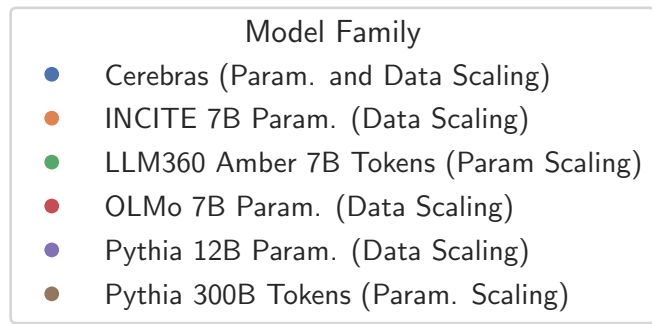 Model Family
Cerebras (Param. and Data Scaling)
INCITE 7B Param. (Data Scaling)
LLM360 Amber 7B Tokens (Param Scaling)
OLMo 7B Param. (Data Scaling)
Pythia 12B Param. (Data Scaling)
Pythia 300B Tokens (Param. Scaling)